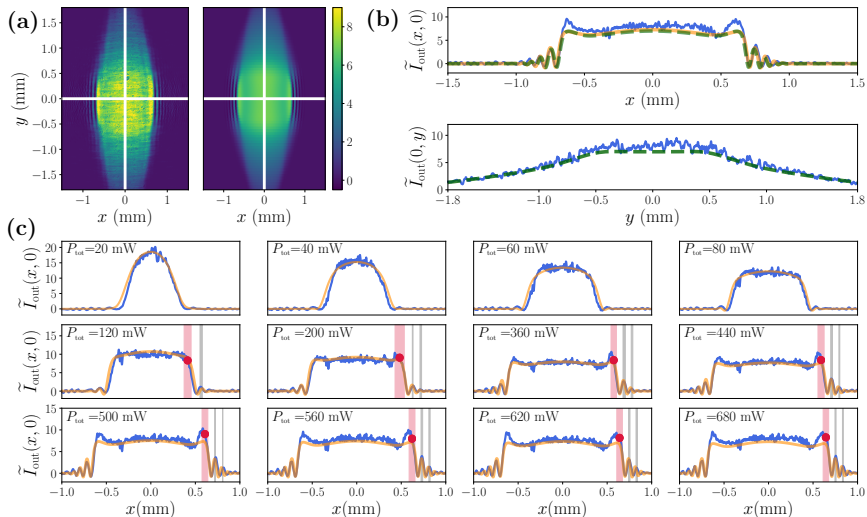 (a)
y (mm)
1.5
1.0
0.5
0.0
−0.5
−1.0
−1.5
−1 0 1
x (mm)
−1 0 1
x (mm)
8
6
4
2
0
(b)
Ĩout(x, 0)
10
5
0
−1.5 −1.0 −0.5 0.0 0.5 1.0 1.5
x (mm)
Ĩout(0, y)
10
5
0
−1.8 −1.0 −0.5 0.0 0.5 1.0 1.8
y (mm)
(c)
Ĩout(x, 0)
20
15
10
5
0
Ptot=20 mW
Ptot=40 mW
Ptot=60 mW
Ptot=80 mW
Ĩout(x, 0)
15
10
5
0
Ptot=120 mW
Ptot=200 mW
Ptot=360 mW
Ptot=440 mW
Ĩout(x, 0)
15
10
5
0
Ptot=500 mW
Ptot=560 mW
Ptot=620 mW
Ptot=680 mW
−1.0 −0.5 0.0 0.5 1.0
−0.5 0.0 0.5 1.0
−0.5 0.0 0.5 1.0
−0.5 0.0 0.5 1.0
x(mm)
x(mm)
x(mm)
x(mm)